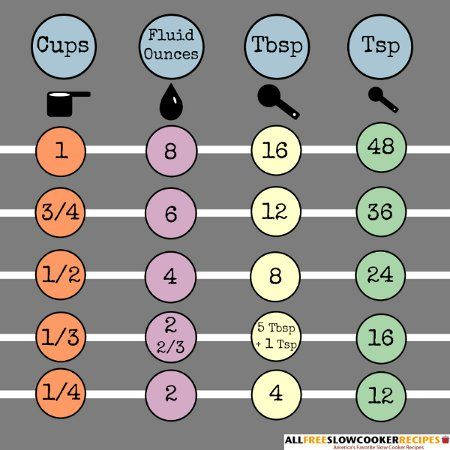 Cups
Fluid
Ounces
Tbsp
Tsp
1
8
16
48
3/4
6
12
36
1/2
4
8
24
1/3
2
2/3
5 Tbsp
+ 1 Tsp
16
1/4
2
4
12
ALLFREESLOWCOOKERRECIPES
America's Favorite Slow Cooker Recipes